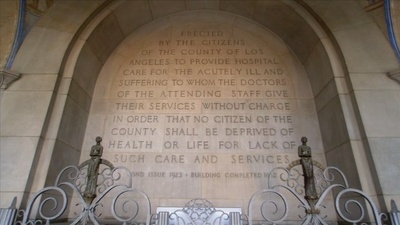 ERECTED
BY THE CITIZENS
OF THE COUNTY OF LOS
ANGELES TO PROVIDE HOSPITAL
CARE FOR THE ACUTELY ILL AND
SUFFERING TO WHOM THE DOCTORS
OF THE ATTENDING STAFF GIVE
THEIR SERVICES WITHOUT CHARGE
IN ORDER THAT NO CITIZEN OF THE
COUNTY SHALL BE DEPRIVED OF
HEALTH OR LIFE FOR LACK OF
SUCH CARE AND SERVICES
ISSUE 1923 • BUILDING COMPLETED